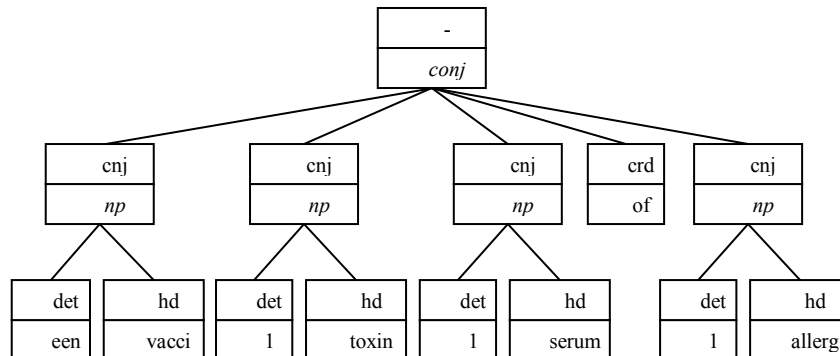 -
conj
cnj cnj cnj crd cnj
np np np of np
det hd det hd det hd det hd
een vacci 1 toxin 1 serum 1 allerg